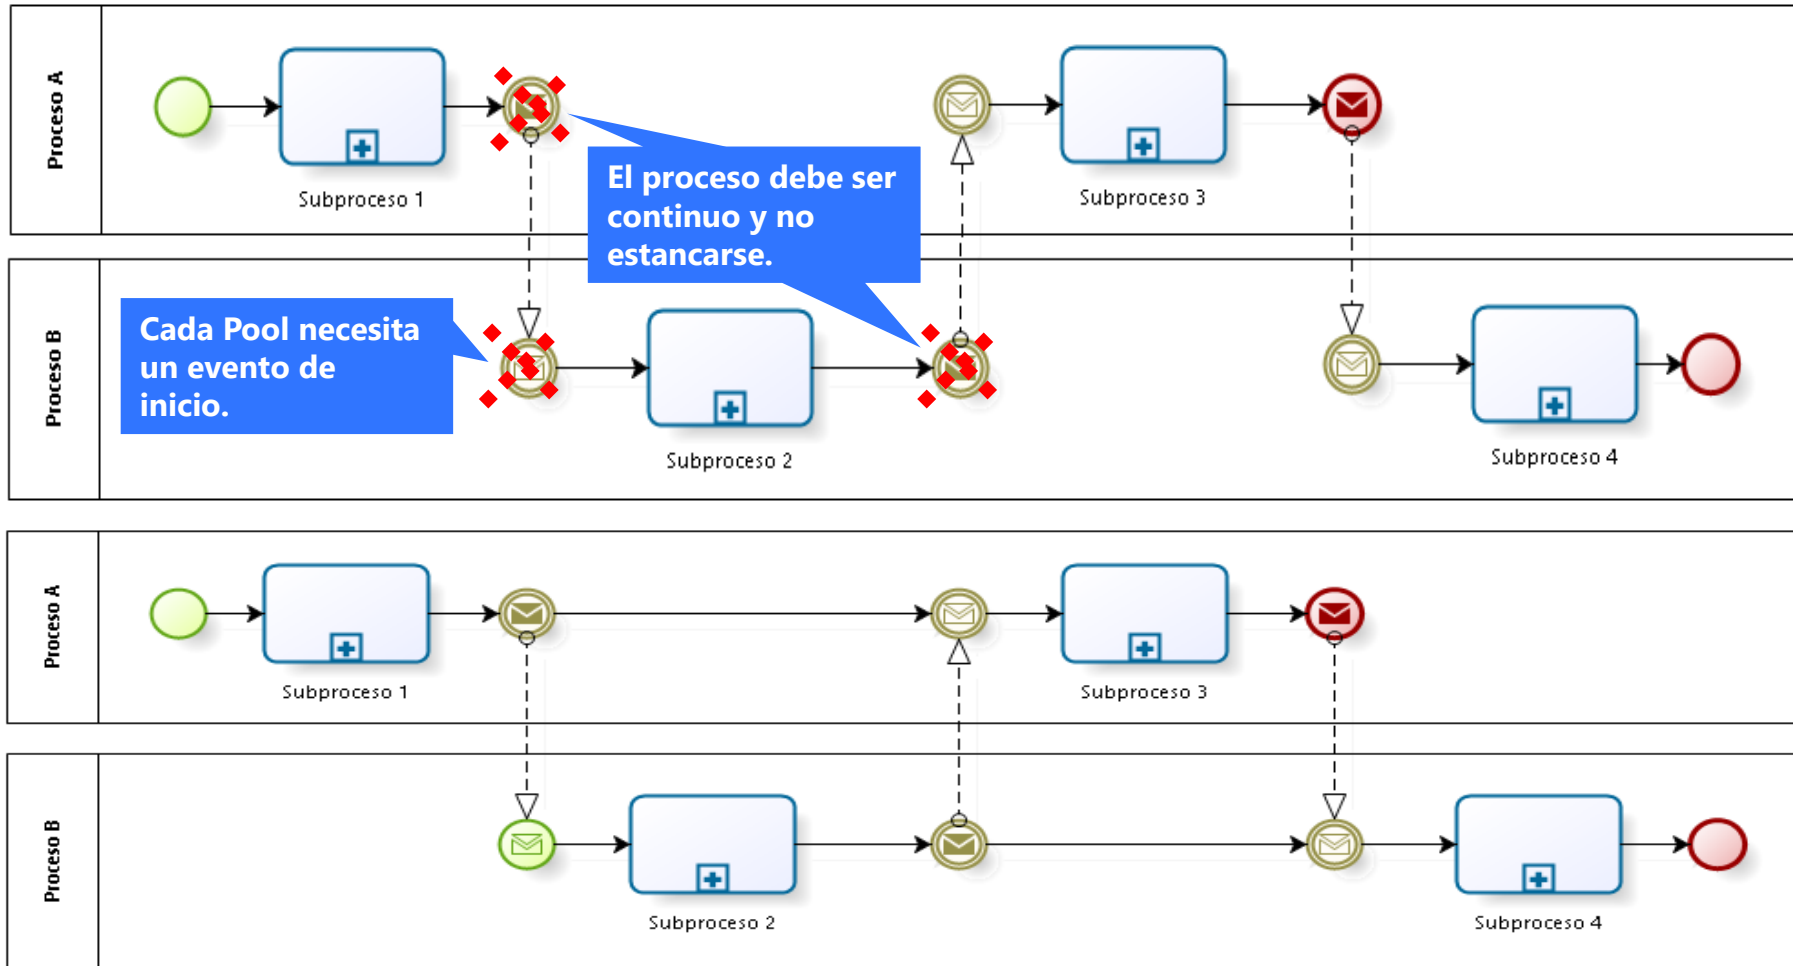 Proceso A
Subproceso 1
El proceso debe ser
continuo y no
estancarse.
Subproceso 3
Proceso B
Cada Pool necesita
un evento de
inicio.
Subproceso 2
Subproceso 4
Proceso A
Subproceso 1
Subproceso 3
Proceso B
Subproceso 2
Subproceso 4